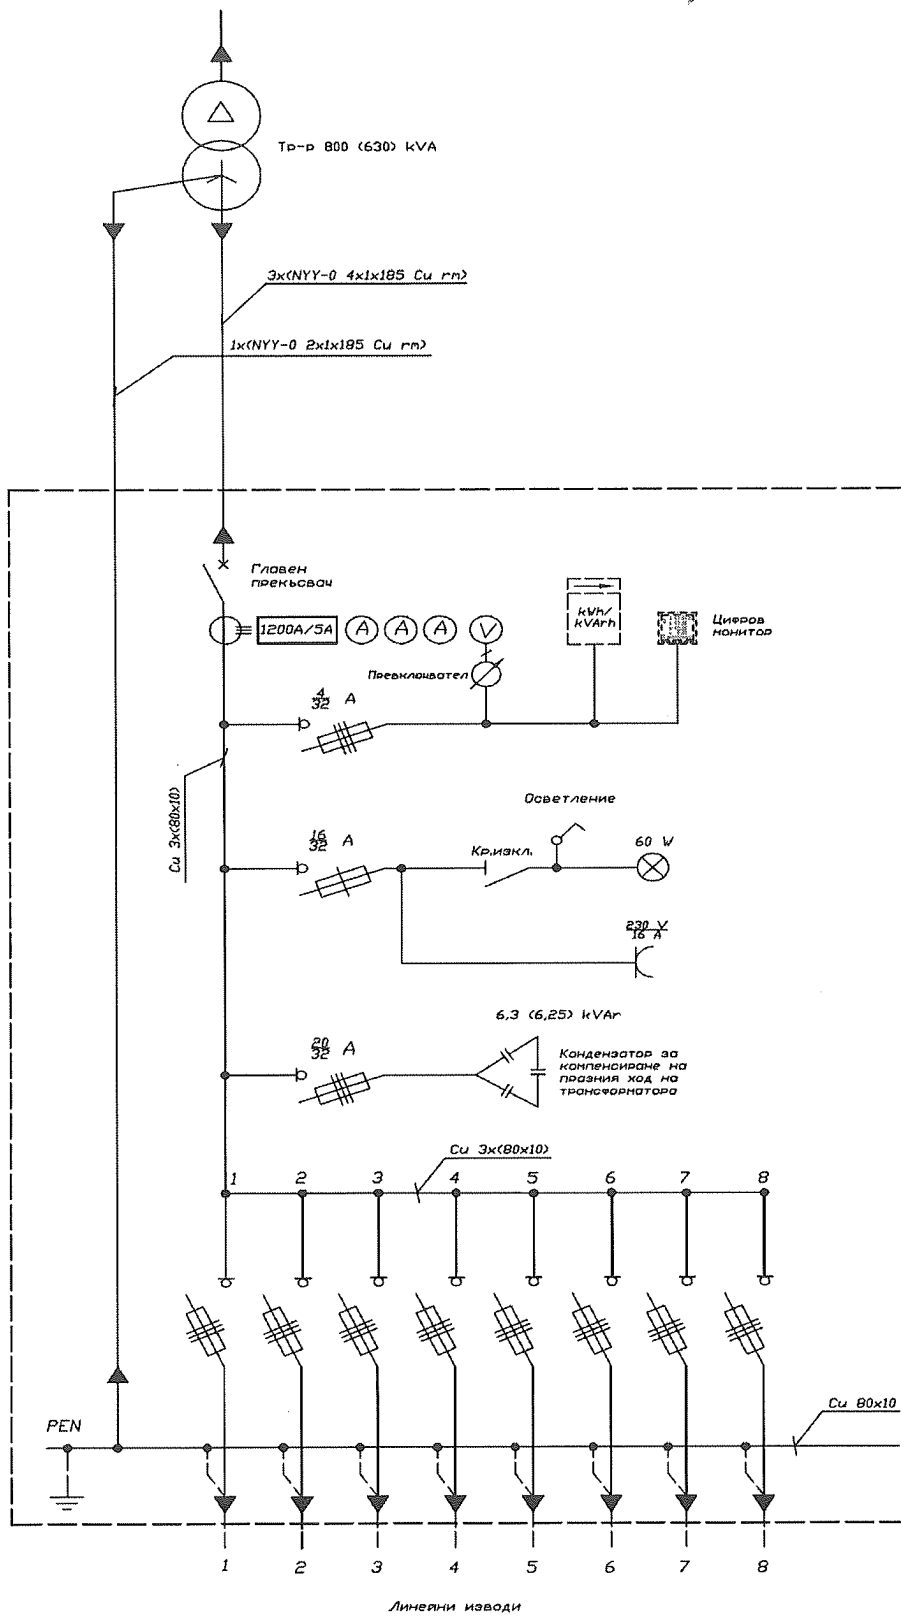 Тр-р 800 (630) kVA
3x(NYY-0 4x1x185 Cu rm)
1x(NYY-0 2x1x185 Cu rm)
Главен
прекъсвач
1200A/5A
A
A
A
V
kWh/
kVArh
Цифров
монитор
Превключвател
4
32
A
Cu 3x(80x10)
Осветление
16
32
A
Кр.изкл.
60 W
230 V
16 A
6,3 (6,25) kVAr
20
32
A
Кондензатор за
компенсиране на
празния ход на
трансформатора
Cu 3x(80x10)
1 2 3 4 5 6 7 8
Cu 80x10
PEN
1 2 3 4 5 6 7 8
Линейни изводи